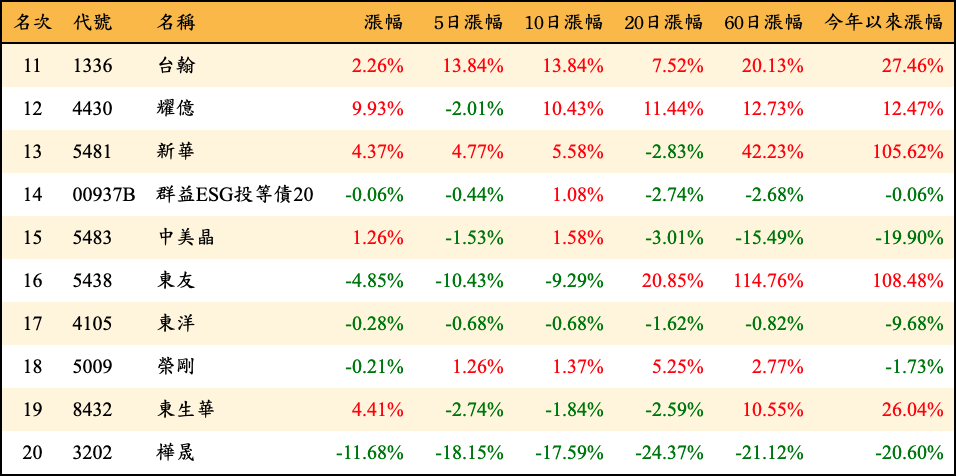 名次 代號 名稱 漲幅 5日漲幅 10日漲幅 20日漲幅 60日漲幅 今年以來漲幅
11 1336 台翰 2.26% 13.84% 13.84% 7.52% 20.13% 27.46%
12 4430 耀億 9.93% -2.01% 10.43% 11.44% 12.73% 12.47%
13 5481 新華 4.37% 4.77% 5.58% -2.83% 42.23% 105.62%
14 00937B 群益ESG投等債20 -0.06% -0.44% 1.08% -2.74% -2.68% -0.06%
15 5483 中美晶 1.26% -1.53% 1.58% -3.01% -15.49% -19.90%
16 5438 東友 -4.85% -10.43% -9.29% 20.85% 114.76% 108.48%
17 4105 東洋 -0.28% -0.68% -0.68% -1.62% -0.82% -9.68%
18 5009 榮剛 -0.21% 1.26% 1.37% 5.25% 2.77% -1.73%
19 8432 東生華 4.41% -2.74% -1.84% -2.59% 10.55% 26.04%
20 3202 樺晟 -11.68% -18.15% -17.59% -24.37% -21.12% -20.60%